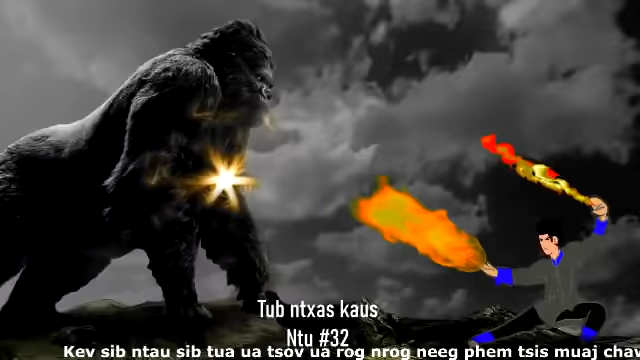 Tub ntxas kaus
Ntu #32
Kev sib ntau sib tua ua tsov ua rog nrog neeg phem tsis muaj chav